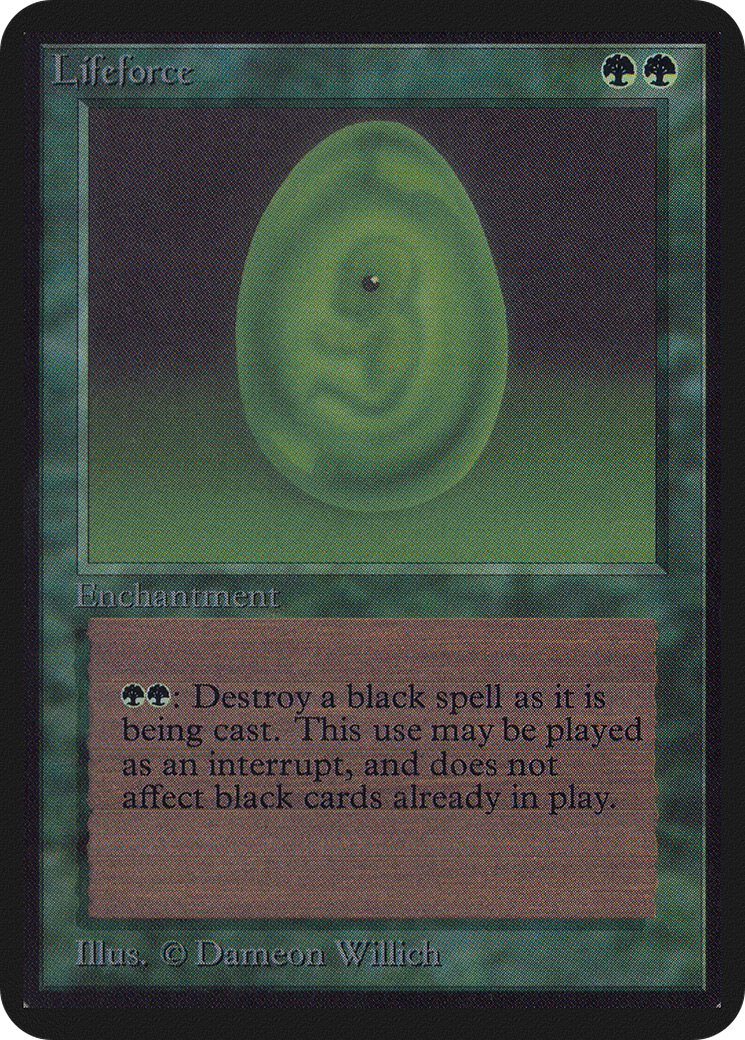 Lifeforce
Enchantment
: Destroy a black spell as it is
being cast. This use may be played
as an interrupt, and does not
affect black cards already in play.
Illus. © Dameon Willich